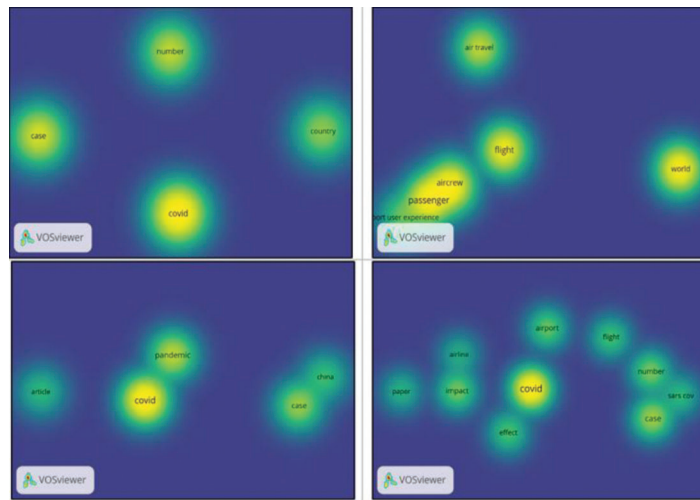 number
case
country
covid
VOSviewer
air travel
flight
world
aircrew
passenger
ort user experience
VOSviewer
pandemic
china
article
covid
case
VOSviewer
airport
flight
airline
number
paper
impact
covid
sars cov
case
effect
VOSviewer